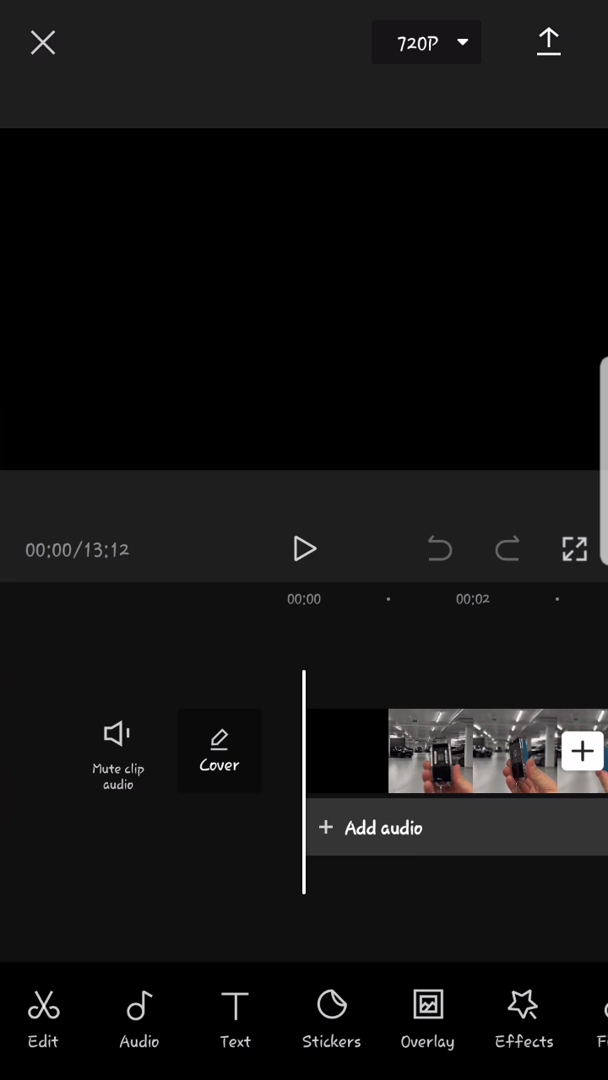 720P
00:00/13:12
00:00
00:02
Mute clip
audio
Cover
+ Add audio
Edit
Audio
Text
Stickers
Overlay
Effects
F